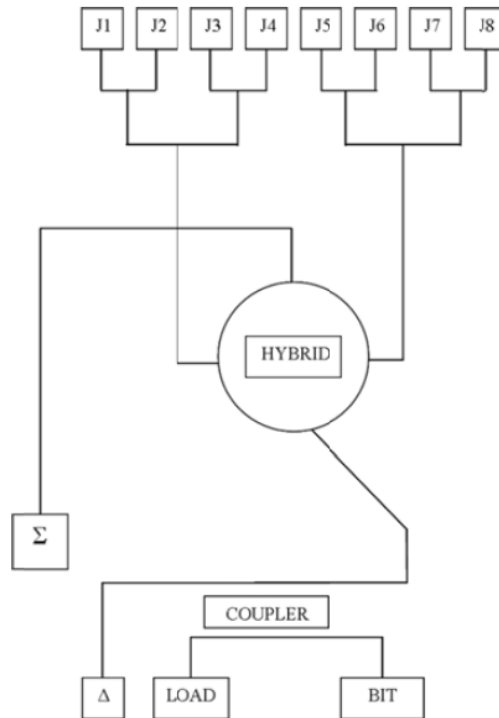 J1 J2 J3 J4 J5 J6 J7 J8
HYBRID
Σ
COUPLER
Δ LOAD BIT